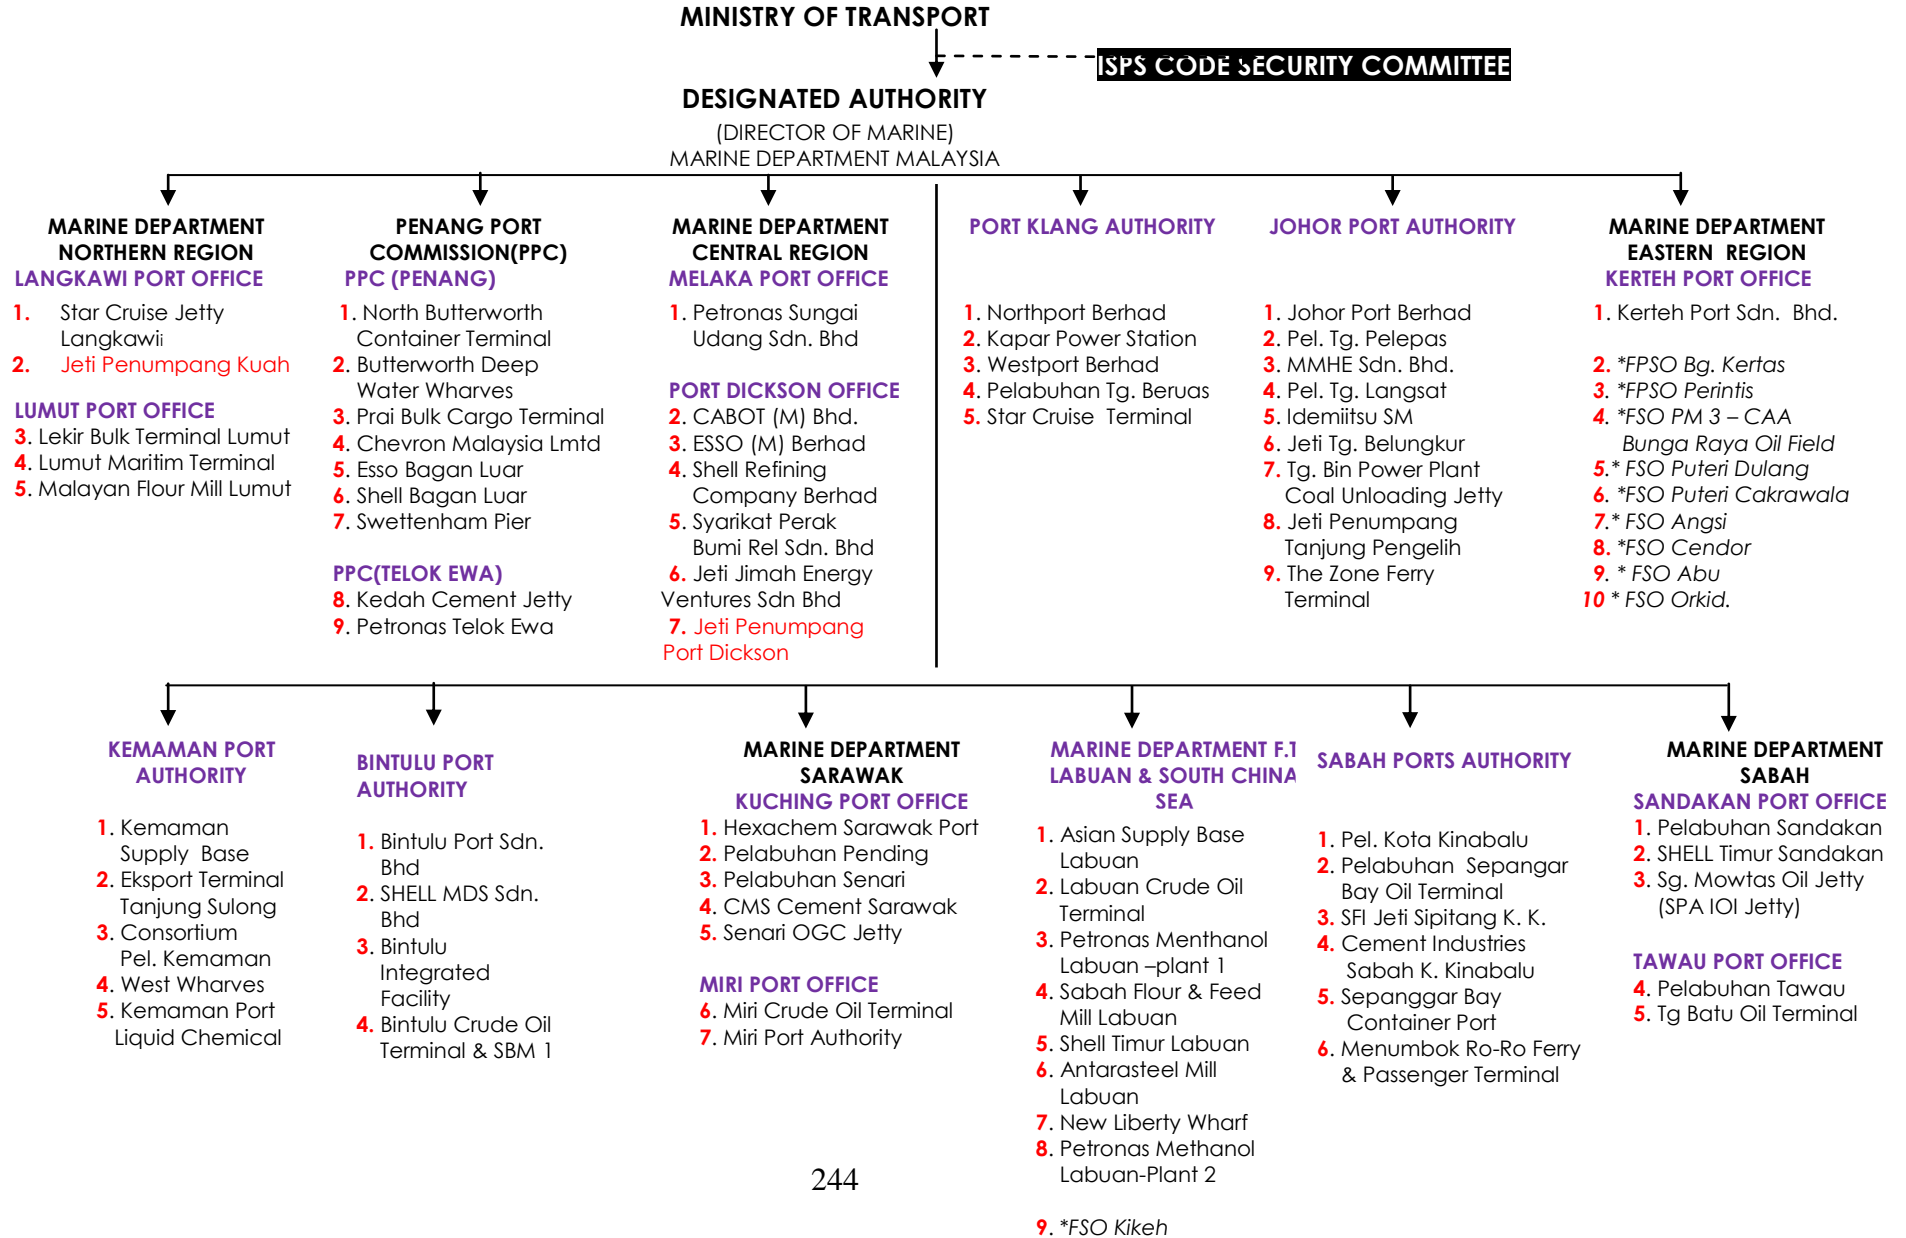 MINISTRY OF TRANSPORT
ISPS CODE SECURITY COMMITTEE
DESIGNATED AUTHORITY
(DIRECTOR OF MARINE)
MARINE DEPARTMENT MALAYSIA
MARINE DEPARTMENT
NORTHERN REGION
LANGKAWI PORT OFFICE
1. Star Cruise Jetty
Langkawii
2. Jeti Penumpang Kuah
LUMUT PORT OFFICE
3. Lekir Bulk Terminal Lumut
4. Lumut Maritim Terminal
5. Malayan Flour Mill Lumut
PENANG PORT
COMMISSION(PPC)
PPC (PENANG)
1. North Butterworth
Container Terminal
2. Butterworth Deep
Water Wharves
3. Prai Bulk Cargo Terminal
4. Chevron Malaysia Lmtd
5. Esso Bagan Luar
6. Shell Bagan Luar
7. Swettenham Pier
PPC(TELOK EWA)
8. Kedah Cement Jetty
9. Petronas Telok Ewa
MARINE DEPARTMENT
CENTRAL REGION
MELAKA PORT OFFICE
1. Petronas Sungai
Udang Sdn. Bhd
PORT DICKSON OFFICE
2. CABOT (M) Bhd.
3. ESSO (M) Berhad
4. Shell Refining
Company Berhad
5. Syarikat Perak
Bumi Rel Sdn. Bhd
6. Jeti Jimah Energy
Ventures Sdn Bhd
7. Jeti Penumpang
Port Dickson
PORT KLANG AUTHORITY
1. Northport Berhad
2. Kapar Power Station
3. Westport Berhad
4. Pelabuhan Tg. Beruas
5. Star Cruise Terminal
JOHOR PORT AUTHORITY
1. Johor Port Berhad
2. Pel. Tg. Pelepas
3. MMHE Sdn. Bhd.
4. Pel. Tg. Langsat
5. Idemiitsu SM
6. Jeti Tg. Belungkur
7. Tg. Bin Power Plant
Coal Unloading Jetty
8. Jeti Penumpang
Tanjung Pengelih
9. The Zone Ferry
Terminal
MARINE DEPARTMENT
EASTERN REGION
KERTEH PORT OFFICE
1. Kerteh Port Sdn. Bhd.
2. *FPSO Bg. Kertas
3. *FPSO Perintis
4. *FSO PM 3 – CAA
Bunga Raya Oil Field
5.* FSO Puteri Dulang
6. *FSO Puteri Cakrawala
7.* FSO Angsi
8. *FSO Cendor
9. * FSO Abu
10 * FSO Orkid.
KEMAMAN PORT
AUTHORITY
1. Kemaman
Supply Base
2. Eksport Terminal
Tanjung Sulong
3. Consortium
Pel. Kemaman
4. West Wharves
5. Kemaman Port
Liquid Chemical
BINTULU PORT
AUTHORITY
1. Bintulu Port Sdn.
Bhd
2. SHELL MDS Sdn.
Bhd
3. Bintulu
Integrated
Facility
4. Bintulu Crude Oil
Terminal & SBM 1
MARINE DEPARTMENT
SARAWAK
KUCHING PORT OFFICE
1. Hexachem Sarawak Port
2. Pelabuhan Pending
3. Pelabuhan Senari
4. CMS Cement Sarawak
5. Senari OGC Jetty
MIRI PORT OFFICE
6. Miri Crude Oil Terminal
7. Miri Port Authority
MARINE DEPARTMENT F.T
LABUAN & SOUTH CHINA
SEA
1. Asian Supply Base
Labuan
2. Labuan Crude Oil
Terminal
3. Petronas Menthanol
Labuan –plant 1
4. Sabah Flour & Feed
Mill Labuan
5. Shell Timur Labuan
6. Antarasteel Mill
Labuan
7. New Liberty Wharf
8. Petronas Methanol
Labuan-Plant 2
9. *FSO Kikeh
SABAH PORTS AUTHORITY
1. Pel. Kota Kinabalu
2. Pelabuhan Sepangar
Bay Oil Terminal
3. SFI Jeti Sipitang K. K.
4. Cement Industries
Sabah K. Kinabalu
5. Sepanggar Bay
Container Port
6. Menumbok Ro-Ro Ferry
& Passenger Terminal
MARINE DEPARTMENT
SABAH
SANDAKAN PORT OFFICE
1. Pelabuhan Sandakan
2. SHELL Timur Sandakan
3. Sg. Mowtas Oil Jetty
(SPA IOI Jetty)
TAWAU PORT OFFICE
4. Pelabuhan Tawau
5. Tg Batu Oil Terminal
244